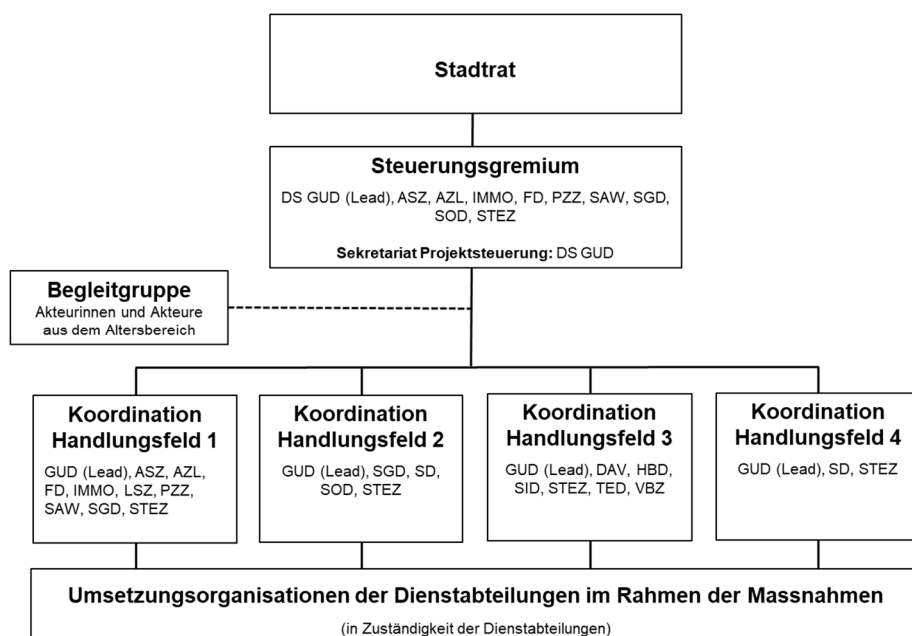 Stadtrat
Steuerungsgremium
DS GUD (Lead), ASZ, AZL, IMMO, FD, PZZ, SAW, SGD,
SOD, STEZ
Sekretariat Projektsteuerung: DS GUD
Begleitgruppe
Akteurinnen und Akteure
aus dem Altersbereich
Koordination
Handlungsfeld 1
GUD (Lead), ASZ, AZL,
FD, IMMO, LSZ, PZZ,
SAW, SGD, STEZ
Koordination
Handlungsfeld 2
GUD (Lead), SGD, SD,
SOD, STEZ
Koordination
Handlungsfeld 3
GUD (Lead), DAV, HBD,
SID, STEZ, TED, VBZ
Koordination
Handlungsfeld 4
GUD (Lead), SD, STEZ
Umsetzungsorganisationen der Dienstabteilungen im Rahmen der Massnahmen
(in Zuständigkeit der Dienstabteilungen)